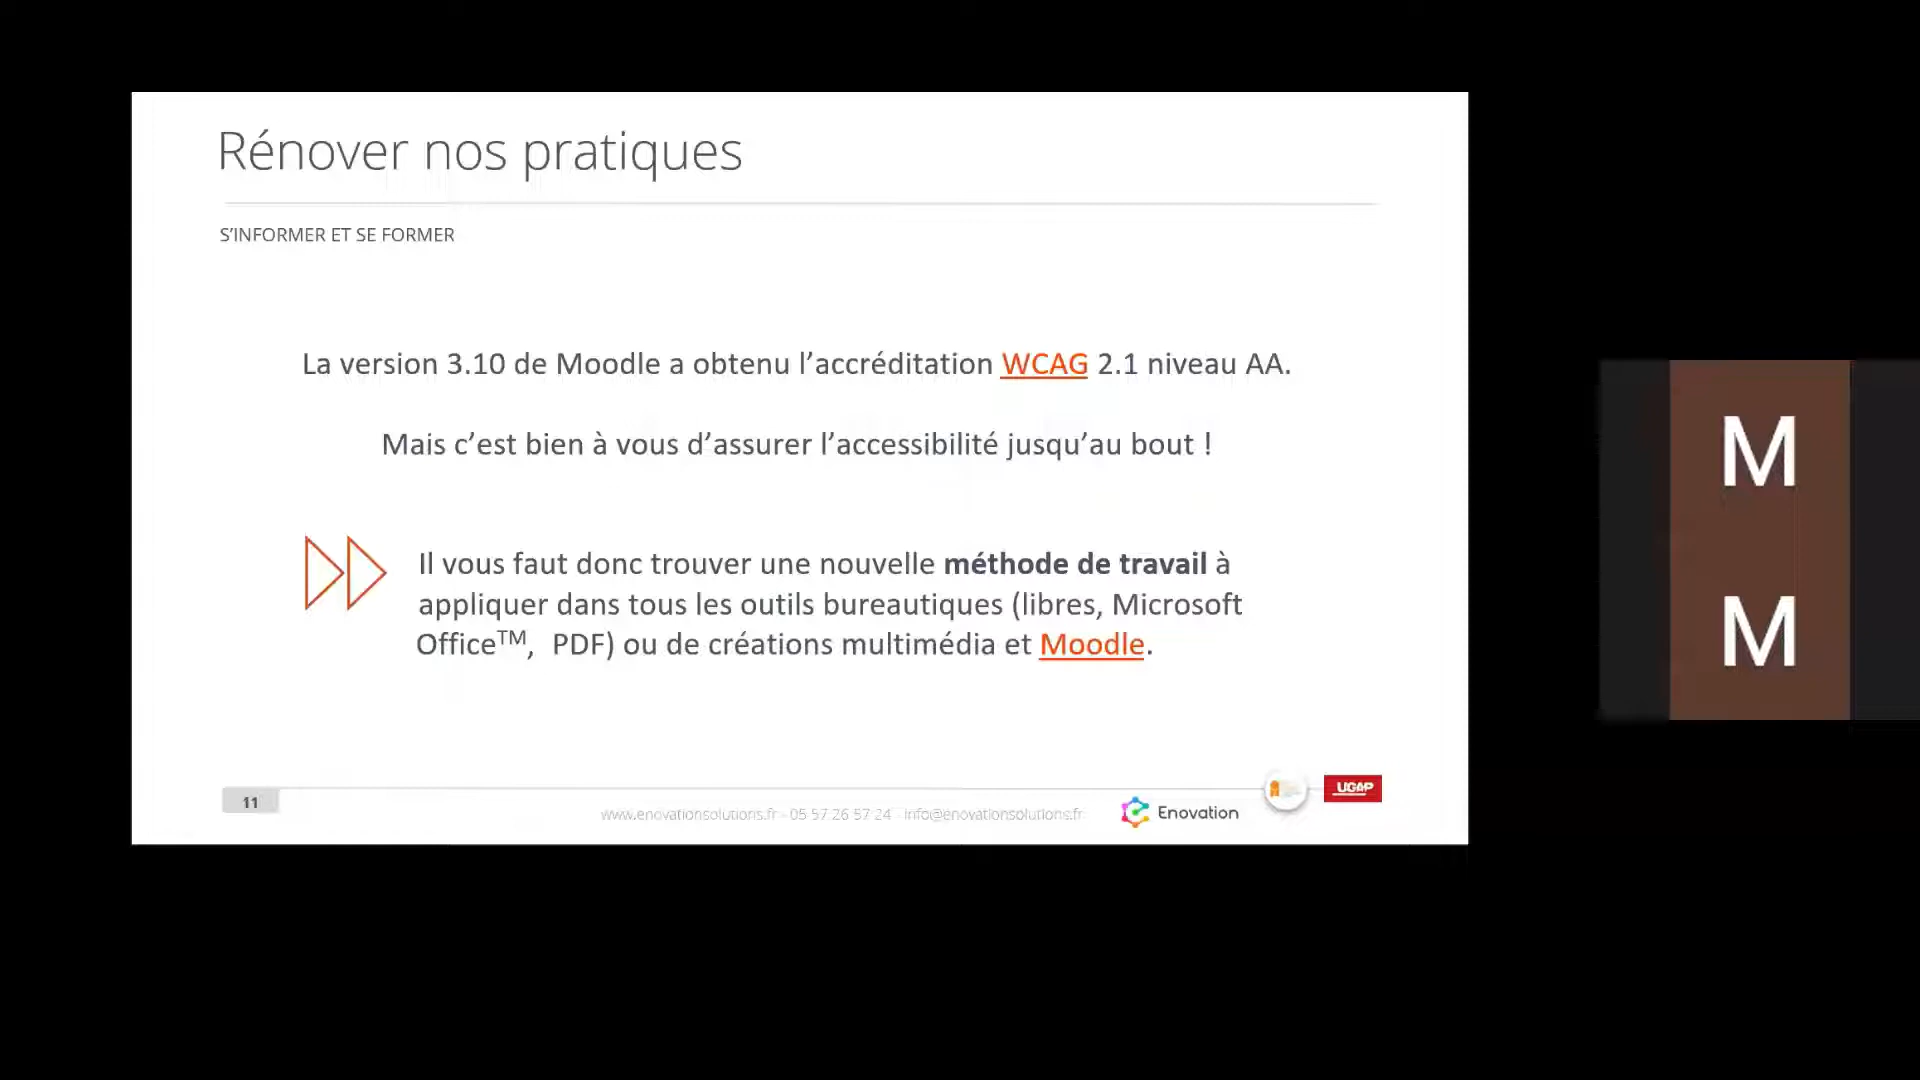 Rénover nos pratiques
S’INFORMER ET SE FORMER
La version 3.10 de Moodle a obtenu l’accréditation WCAG 2.1 niveau AA.
Mais c’est bien à vous d’assurer l’accessibilité jusqu’au bout !
Il vous faut donc trouver une nouvelle méthode de travail à
appliquer dans tous les outils bureautiques (libres, Microsoft
Office™, PDF) ou de créations multimédia et Moodle.
11
www.enovationsolutions.fr - 05 57 26 57 24 - info@enovationsolutions.fr
Enovation
UGAP
M
M